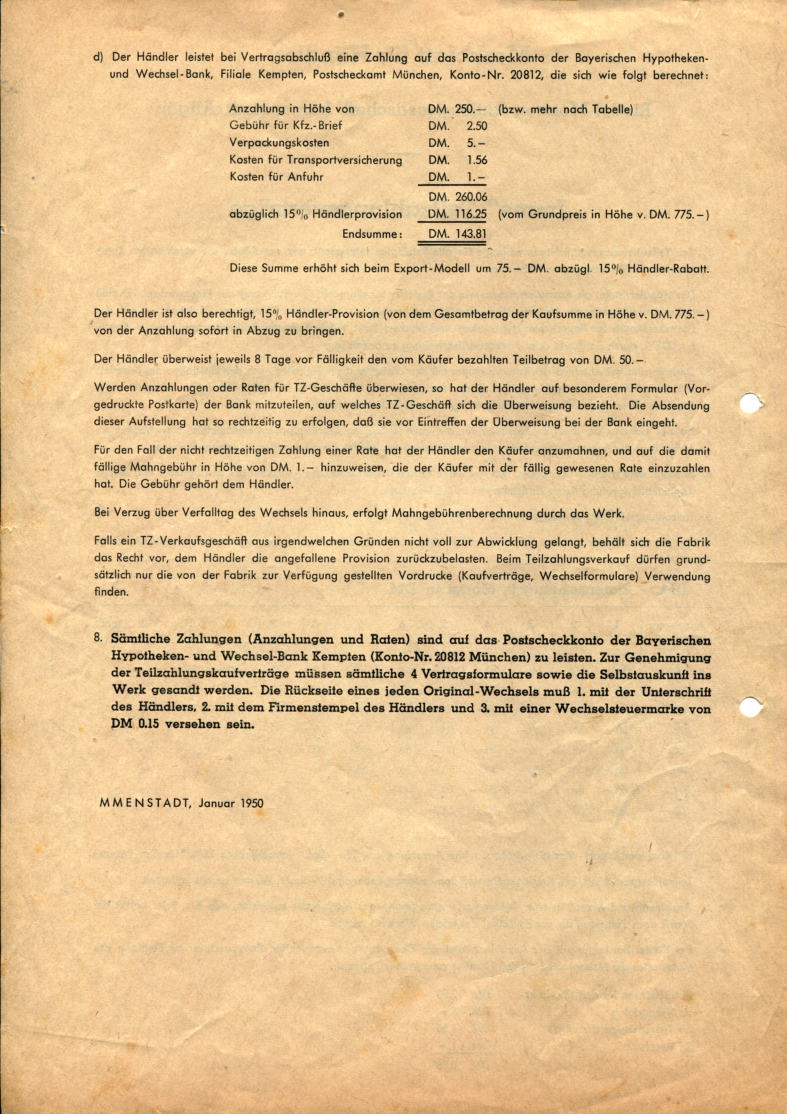 d) Der Händler leistet bei Vertragsabschluß eine Zahlung auf das Postscheckkonto der Bayerischen Hypotheken-
und Wechsel-Bank, Filiale Kempten, Postscheckamt München, Konto-Nr. 20812, die sich wie folgt berechnet:
Anzahlung in Höhe von DM. 250.— (bzw. mehr nach Tabelle)
Gebühr für Kfz.-Brief DM. 2.50
Verpackungskosten DM. 5.–
Kosten für Transportversicherung DM. 1.56
Kosten für Anfuhr DM. 1.–
DM. 260.06
abzüglich 15% Händlerprovision DM. 116.25 (vom Grundpreis in Höhe v. DM. 775.–)
Endsumme: DM. 143.81
Diese Summe erhöht sich beim Export-Modell um 75.– DM. abzügl. 15% Händler-Rabatt.
Der Händler ist also berechtigt, 15% Händler-Provision (von dem Gesamtbetrag der Kaufsumme in Höhe v. DM. 775.–)
von der Anzahlung sofort in Abzug zu bringen.
Der Händler überweist jeweils 8 Tage vor Fälligkeit den vom Käufer bezahlten Teilbetrag von DM. 50.–
Werden Anzahlungen oder Raten für TZ-Geschäfte überwiesen, so hat der Händler auf besonderem Formular (Vor-
gedruckte Postkarte) der Bank mitzuteilen, auf welches TZ-Geschäft sich die Überweisung bezieht. Die Absendung
dieser Aufstellung hat so rechtzeitig zu erfolgen, daß sie vor Eintreffen der Überweisung bei der Bank eingeht.
Für den Fall der nicht rechtzeitigen Zahlung einer Rate hat der Händler den Käufer anzumahnen, und auf die damit
fällige Mahngebühr in Höhe von DM. 1.– hinzuweisen, die der Käufer mit der fällig gewesenen Rate einzuzahlen
hat. Die Gebühr gehört dem Händler.
Bei Verzug über Verfalltag des Wechsels hinaus, erfolgt Mahngebührenberechnung durch das Werk.
Falls ein TZ-Verkaufsgeschäft aus irgendwelchen Gründen nicht voll zur Abwicklung gelangt, behält sich die Fabrik
das Recht vor, dem Händler die angefallene Provision zurückzubelasten. Beim Teilzahlungsverkauf dürfen grund-
sätzlich nur die von der Fabrik zur Verfügung gestellten Vordrucke (Kaufverträge, Wechselformulare) Verwendung
finden.
8. Sämtliche Zahlungen (Anzahlungen und Raten) sind auf das Postscheckkonto der Bayerischen
Hypotheken- und Wechsel-Bank Kempten (Konto-Nr. 20812 München) zu leisten. Zur Genehmigung
der Teilzahlungskaufverträge müssen sämtliche 4 Vertragsformulare sowie die Selbstauskunft ins
Werk gesandt werden. Die Rückseite eines jeden Original-Wechsels muß 1. mit der Unterschrift
des Händlers, 2. mit dem Firmenstempel des Händlers und 3. mit einer Wechselsteuermarke von
DM 0.15 versehen sein.
MMENSTADT, Januar 1950